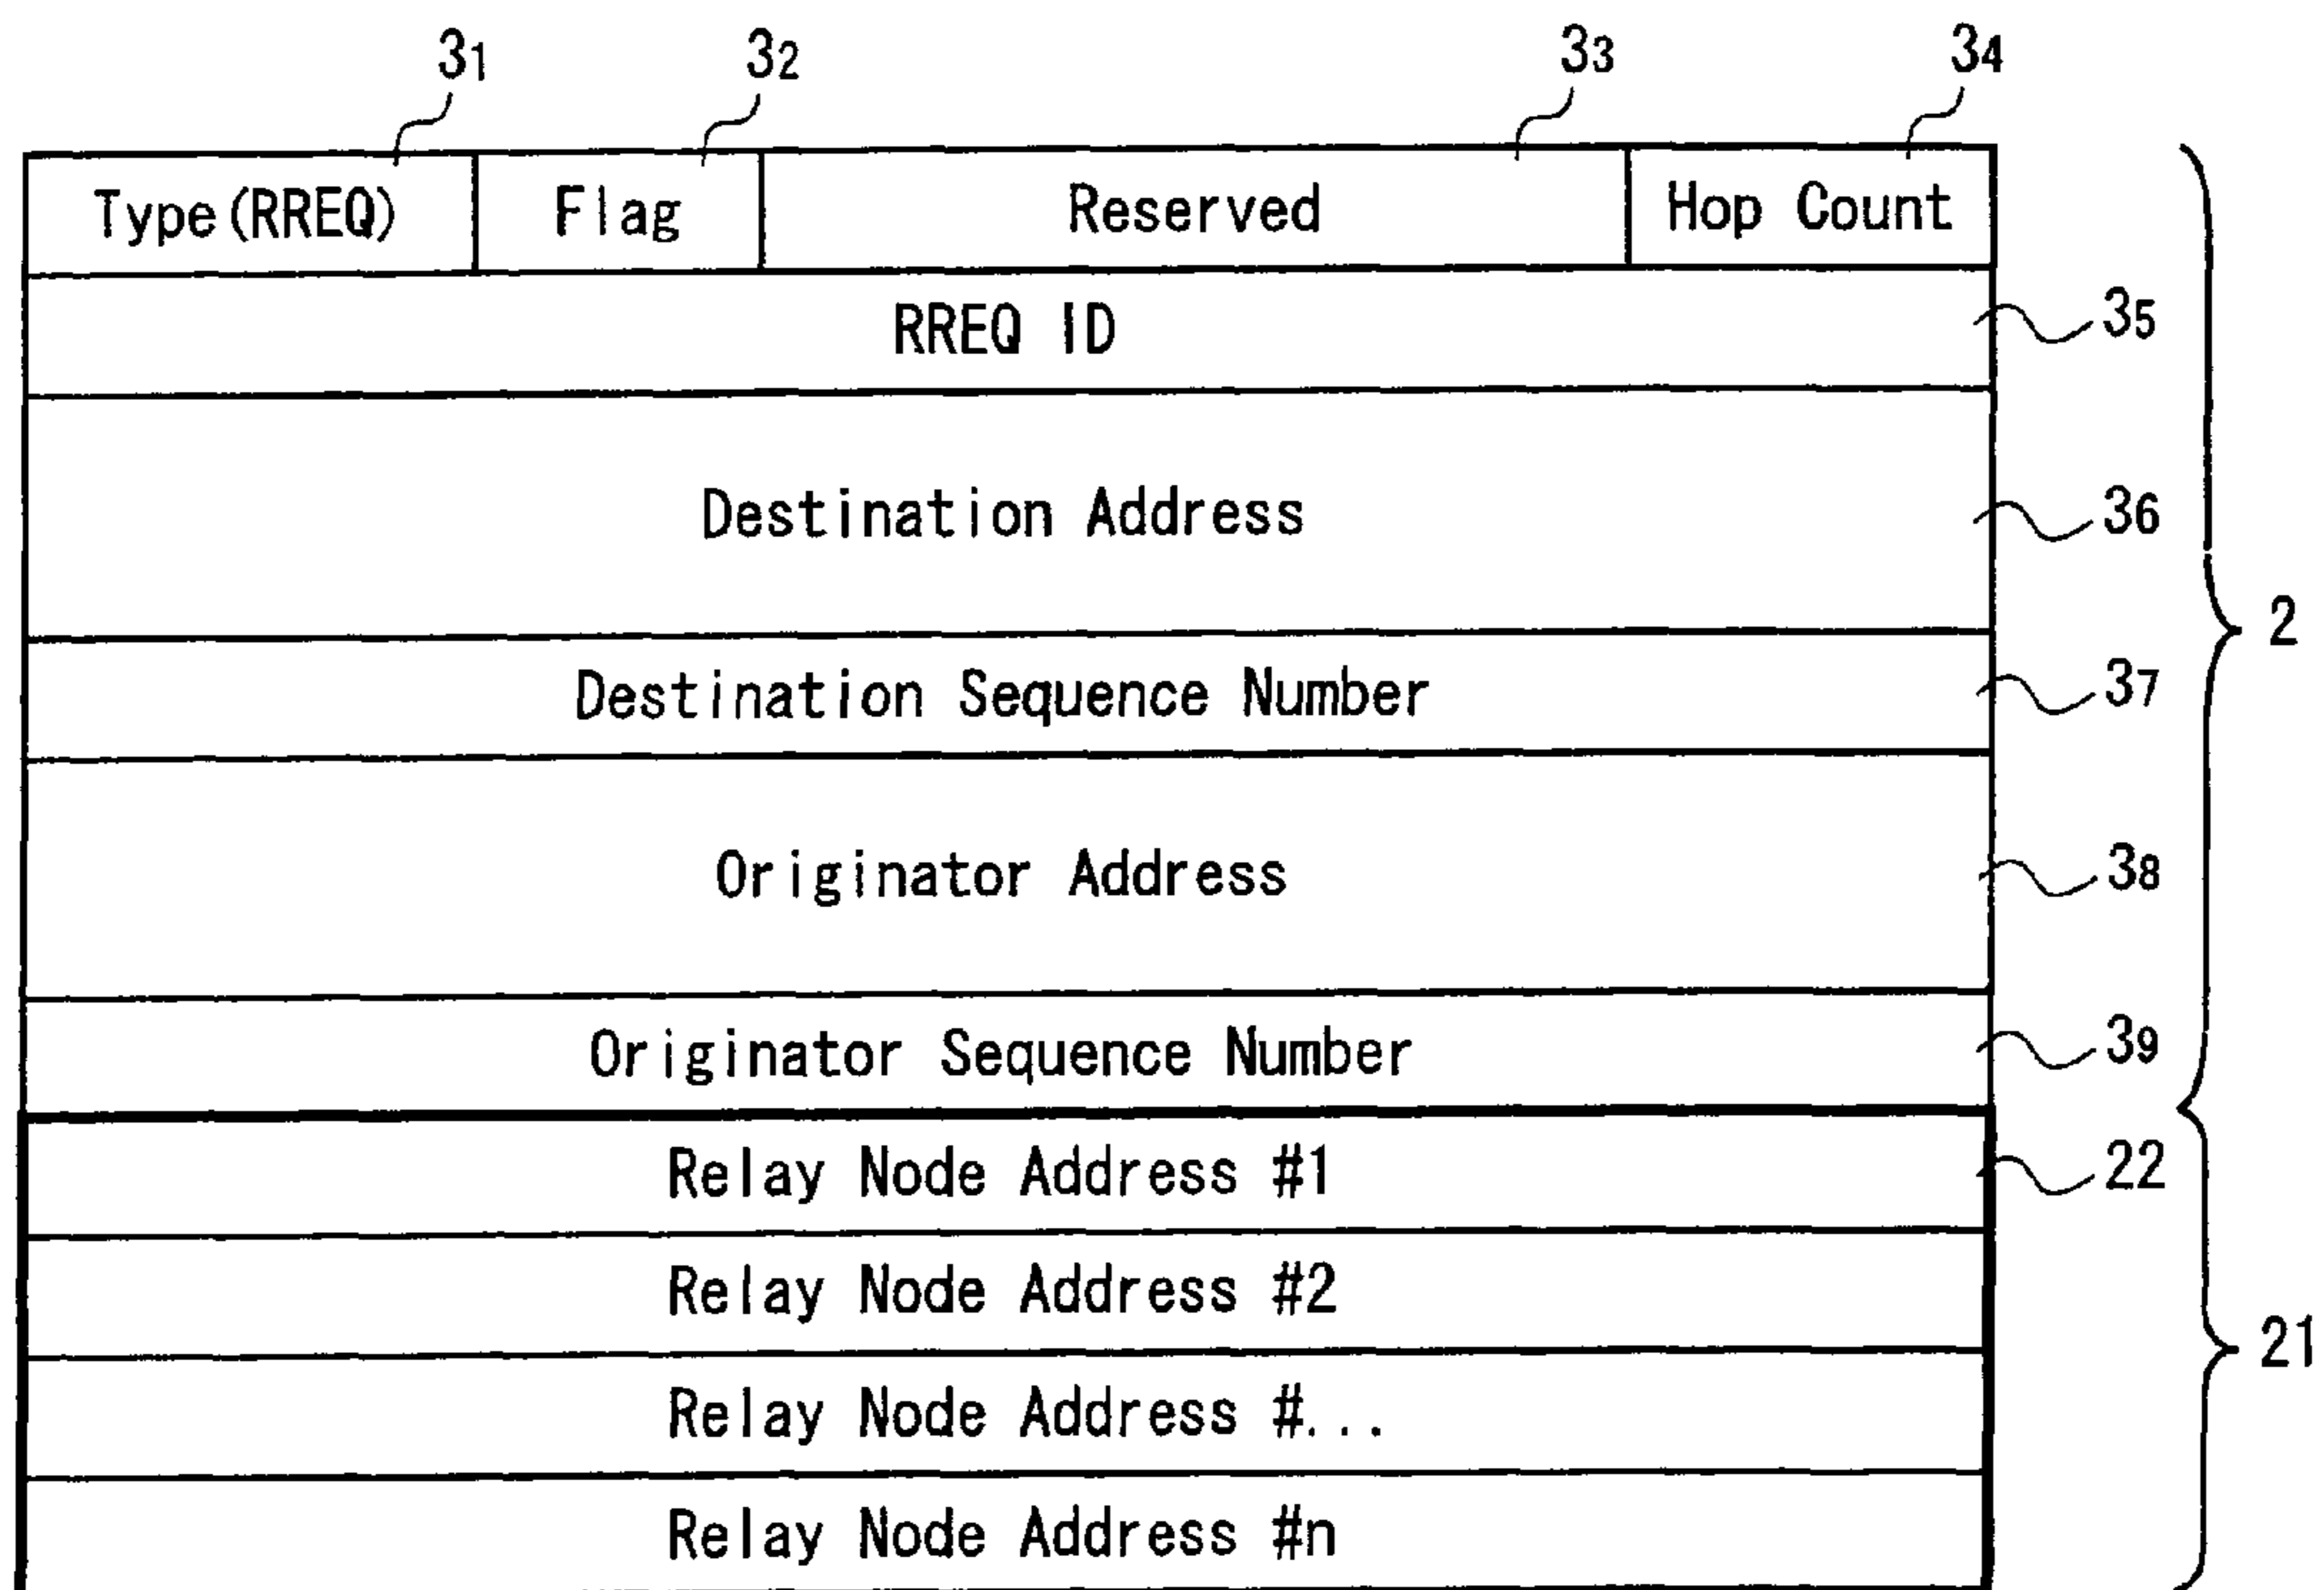 31 32 33 34
Type(RREQ) Flag Reserved Hop Count
RREQ ID 35
Destination Address 36
2
Destination Sequence Number 37
Originator Address 38
Originator Sequence Number 39
Relay Node Address #1 22
Relay Node Address #2
21
Relay Node Address #...
Relay Node Address #n